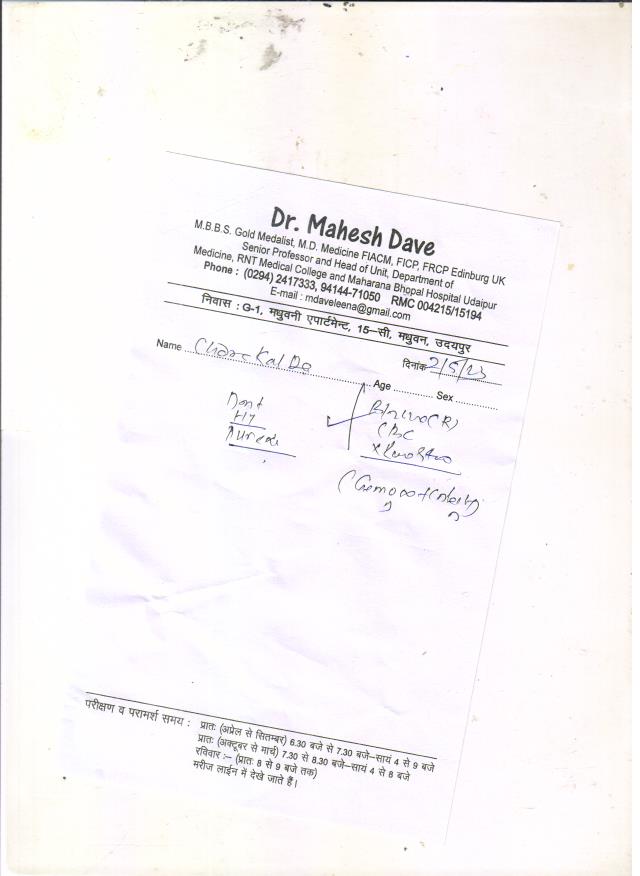 Dr. Mahesh Dave
M.B.B.S. Gold Medalist, M.D. Medicine FIACM, FICP, FRCP Edinburg UK
Senior Professor and Head of Unit, Department of
Medicine, RNT Medical College and Maharana Bhopal Hospital Udaipur
Phone : (0294) 2417333, 94144-71050 RMC 004215/15194
E-mail : mdaveleena@gmail.com
निवास : G-1, मधुवनी एपार्टमेन्ट, 15–सी, मधुवन, उदयपुर
दिनांक 2/5/23
Name Age Sex
HT
CBC
परीक्षण व परामर्श समय : प्रातः (अप्रेल से सितम्बर) 6.30 बजे से 7.30 बजे–सायं 4 से 9 बजे
प्रातः (अक्टूबर से मार्च) 7.30 से 8.30 बजे–सायं 4 से 8 बजे
रविवार :– (प्रातः 8 से 9 बजे तक)
मरीज लाईन में देखे जाते हैं।